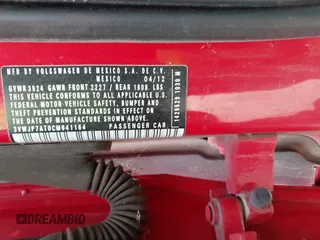 MFD BY VOLKSWAGEN DE MEXICO S.A. DE C.V.
MEXICO 04/12
GVWR 3924 GAWR FRONT 2227 / REAR 1808 LBS
THIS VEHICLE CONFORMS TO ALL APPLICABLE U.S.
FEDERAL MOTOR-VEHICLE SAFETY, BUMPER AND
THEFT PREVENTION STANDARDS IN EFFECT ON
DATE OF MANUFACTURE SHOWN ABOVE.
3VWJP7AT0CM641184 PASSENGER CAR
DREAMBID